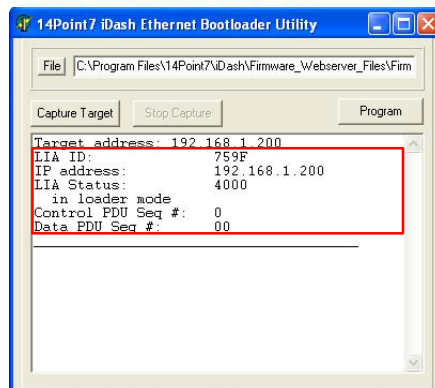 14Point7 iDash Ethernet Bootloader Utility
File C:\Program Files\14Point7\iDash\Firmware_Webserver_Files\Firm
Capture Target Stop Capture Program
Target address: 192.168.1.200
LIA ID: 759F
IP address: 192.168.1.200
LIA Status: 4000
in loader mode
Control PDU Seq #: 0
Data PDU Seq #: 00